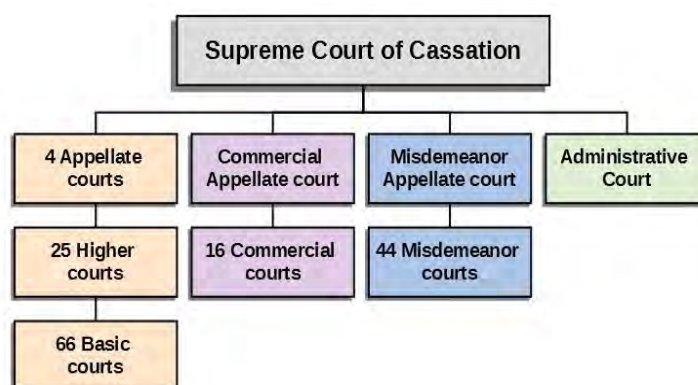 Supreme Court of Cassation
4 Appellate
courts
Commercial
Appellate court
Misdemeanor
Appellate court
Administrative
Court
25 Higher
courts
16 Commercial
courts
44 Misdemeanor
courts
66 Basic
courts